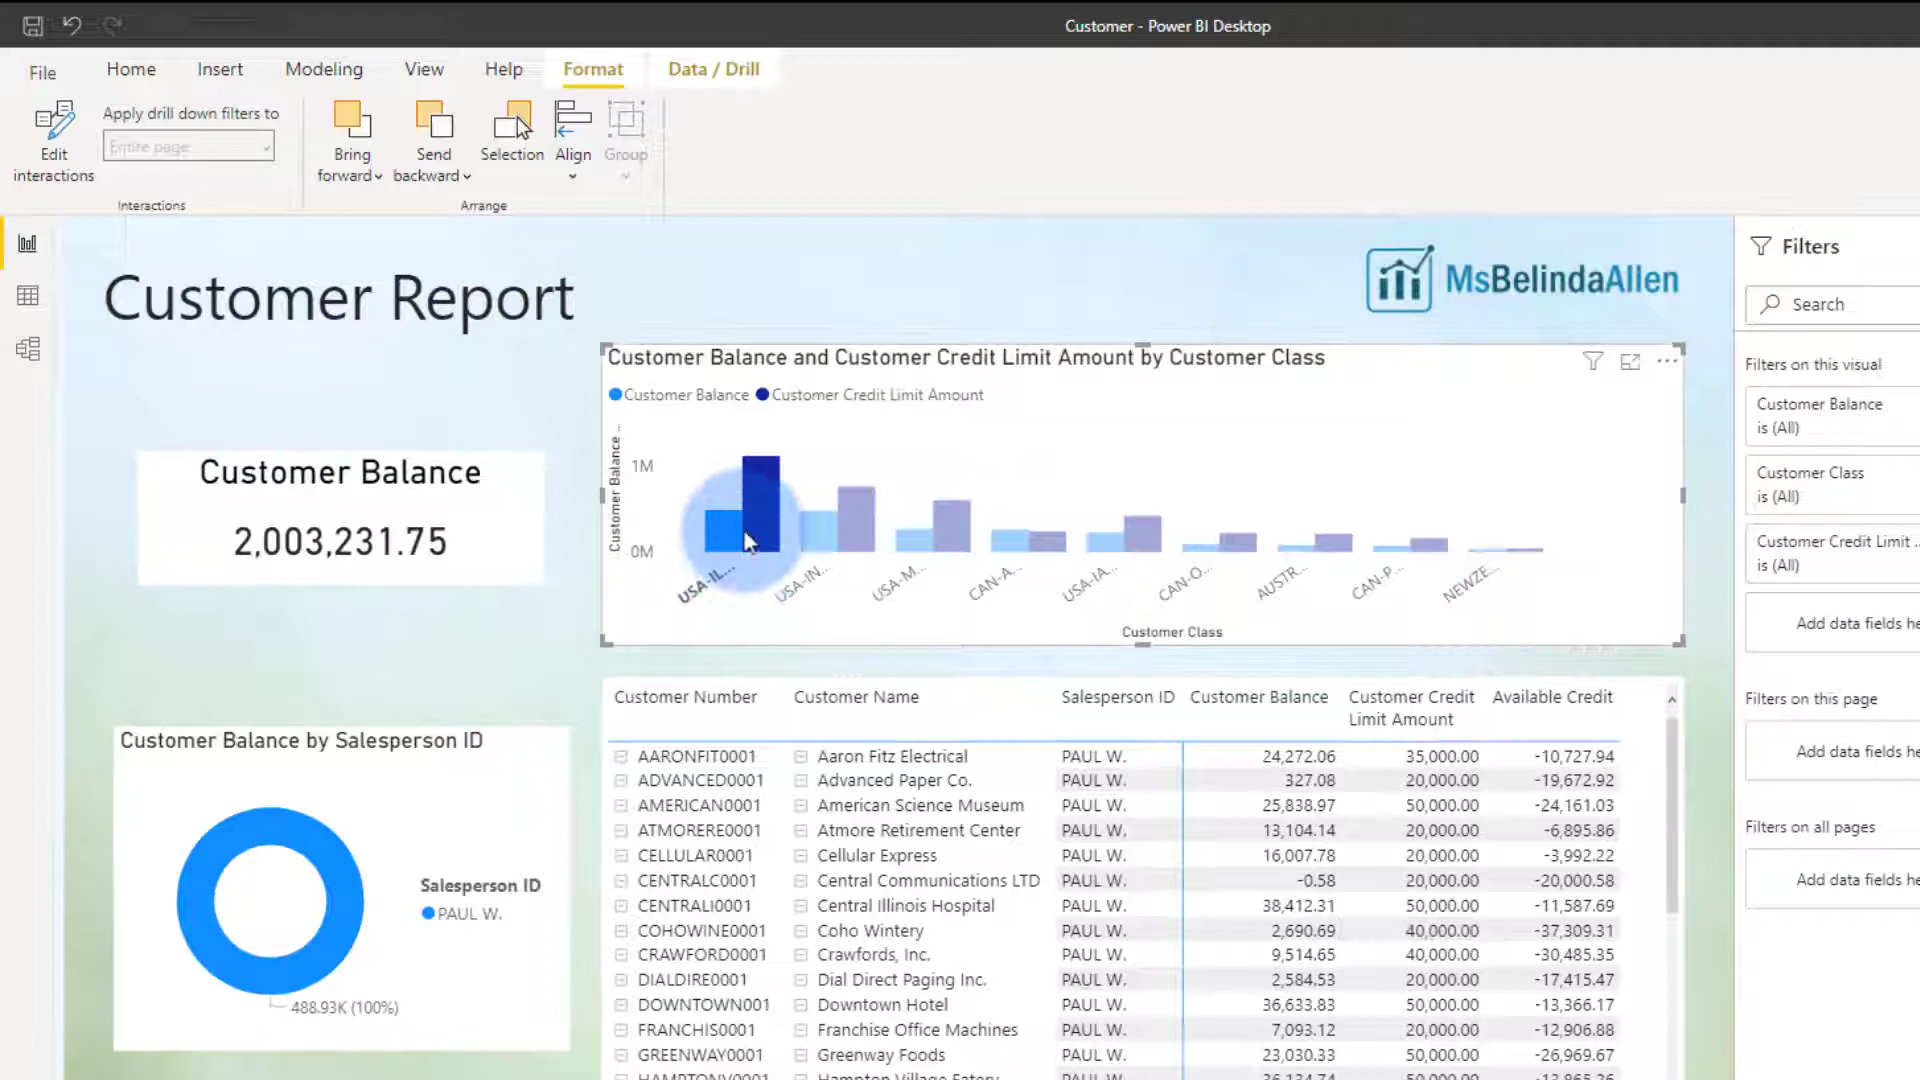 Customer - Power BI Desktop
File Home Insert Modeling View Help Format Data / Drill
Edit interactions
Apply drill down filters to
Entire page
Bring forward
Send backward
Selection
Align
Group
Interactions
Arrange
Customer Report
MsBelindaAllen
Filters
Search
Filters on this visual
Customer Balance
is (All)
Customer Class
is (All)
Customer Credit Limit ...
is (All)
Add data fields he
Filters on this page
Add data fields he
Filters on all pages
Add data fields he
Customer Balance
2,003,231.75
Customer Balance and Customer Credit Limit Amount by Customer Class
Customer Balance Customer Credit Limit Amount
Customer Balance ...
1M
0M
USA-IL... USA-IN... USA-M... CAN-A... USA-IA... CAN-O... AUSTR... CAN-P... NEWZE...
Customer Class
Customer Balance by Salesperson ID
Salesperson ID
PAUL W.
488.93K (100%)
Customer Number Customer Name Salesperson ID Customer Balance Customer Credit Limit Amount Available Credit
AARONFIT0001 Aaron Fitz Electrical PAUL W. 24,272.06 35,000.00 -10,727.94
ADVANCED0001 Advanced Paper Co. PAUL W. 327.08 20,000.00 -19,672.92
AMERICAN0001 American Science Museum PAUL W. 25,838.97 50,000.00 -24,161.03
ATMORERE0001 Atmore Retirement Center PAUL W. 13,104.14 20,000.00 -6,895.86
CELLULAR0001 Cellular Express PAUL W. 16,007.78 20,000.00 -3,992.22
CENTRALC0001 Central Communications LTD PAUL W. -0.58 20,000.00 -20,000.58
CENTRALI0001 Central Illinois Hospital PAUL W. 38,412.31 50,000.00 -11,587.69
COHOWINE0001 Coho Wintery PAUL W. 2,690.69 40,000.00 -37,309.31
CRAWFORD0001 Crawfords, Inc. PAUL W. 9,514.65 40,000.00 -30,485.35
DIALDIRE0001 Dial Direct Paging Inc. PAUL W. 2,584.53 20,000.00 -17,415.47
DOWNTOWN001 Downtown Hotel PAUL W. 36,633.83 50,000.00 -13,366.17
FRANCHIS0001 Franchise Office Machines PAUL W. 7,093.12 20,000.00 -12,906.88
GREENWAY0001 Greenway Foods PAUL W. 23,030.33 50,000.00 -26,969.67